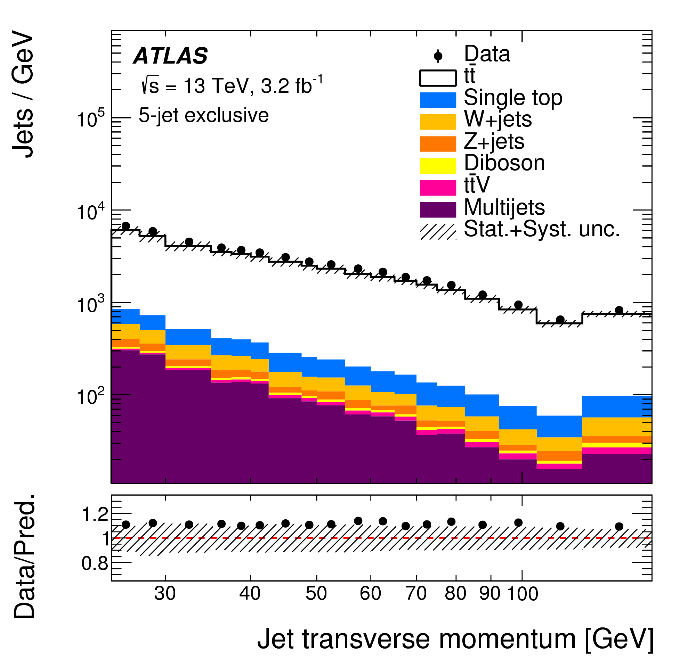 Jets / GeV
ATLAS
√s = 13 TeV, 3.2 fb⁻¹
5-jet exclusive
Data
tt̄
Single top
W+jets
Z+jets
Diboson
tt̄V
Multijets
Stat.+Syst. unc.
10⁵
10⁴
10³
10²
Data/Pred.
1.2
1
0.8
30 40 50 60 70 80 90 100
Jet transverse momentum [GeV]